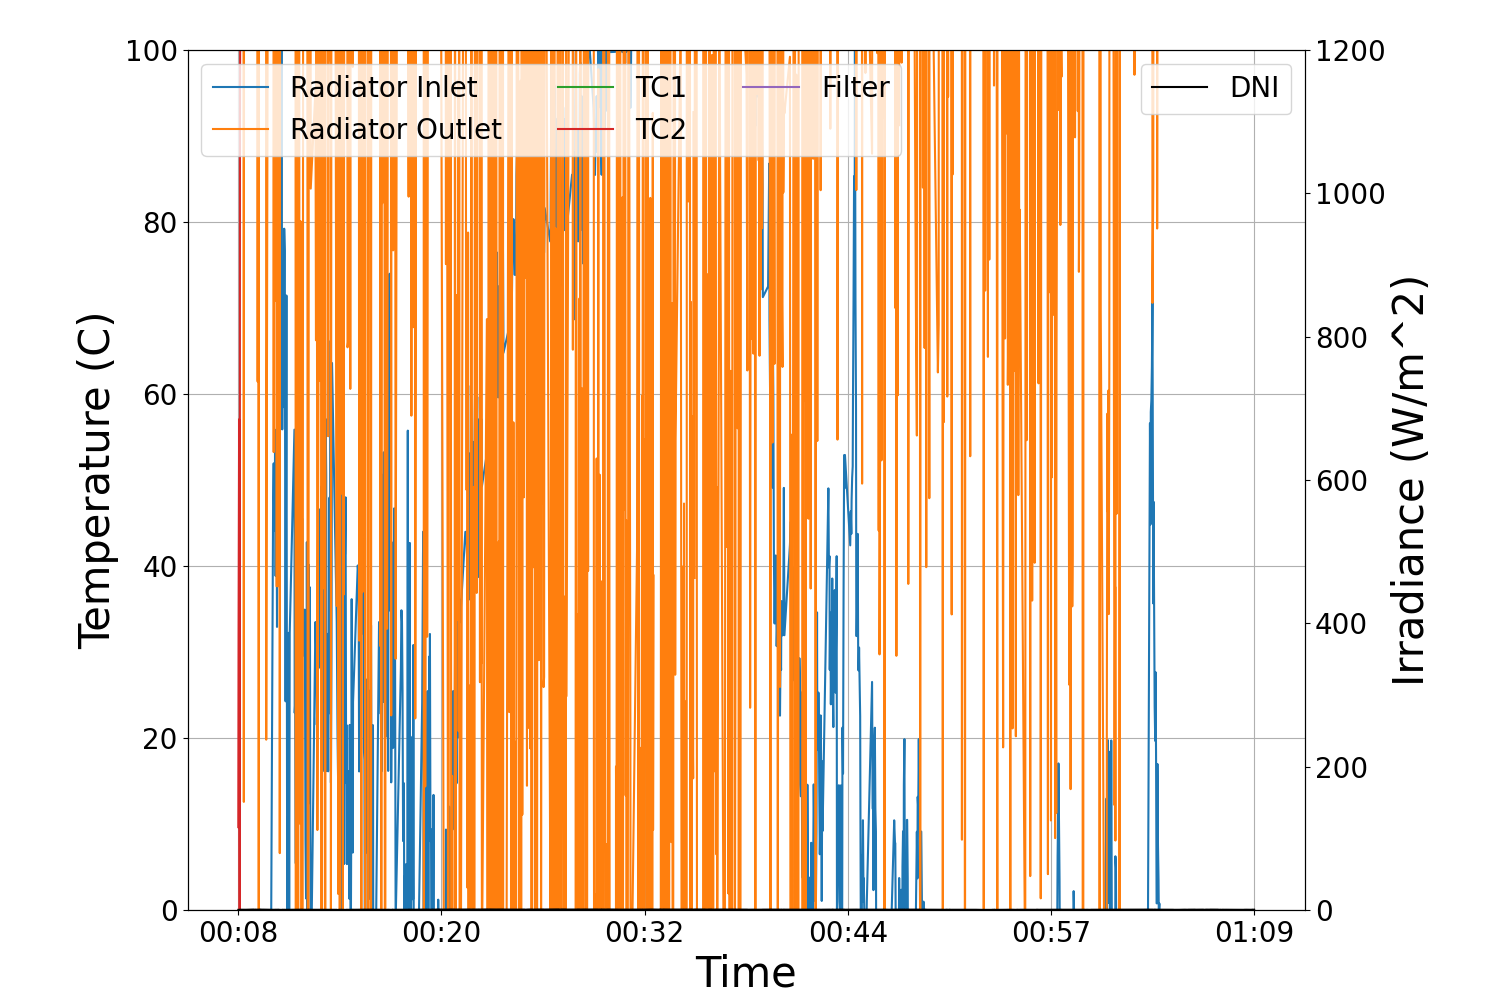 100
80
60
40
20
0
Temperature (C)
Radiator Inlet
Radiator Outlet
TC1
TC2
Filter
DNI
1200
1000
800
600
400
200
0
Irradiance (W/m^2)
00:08
00:20
00:32
00:44
00:57
01:09
Time